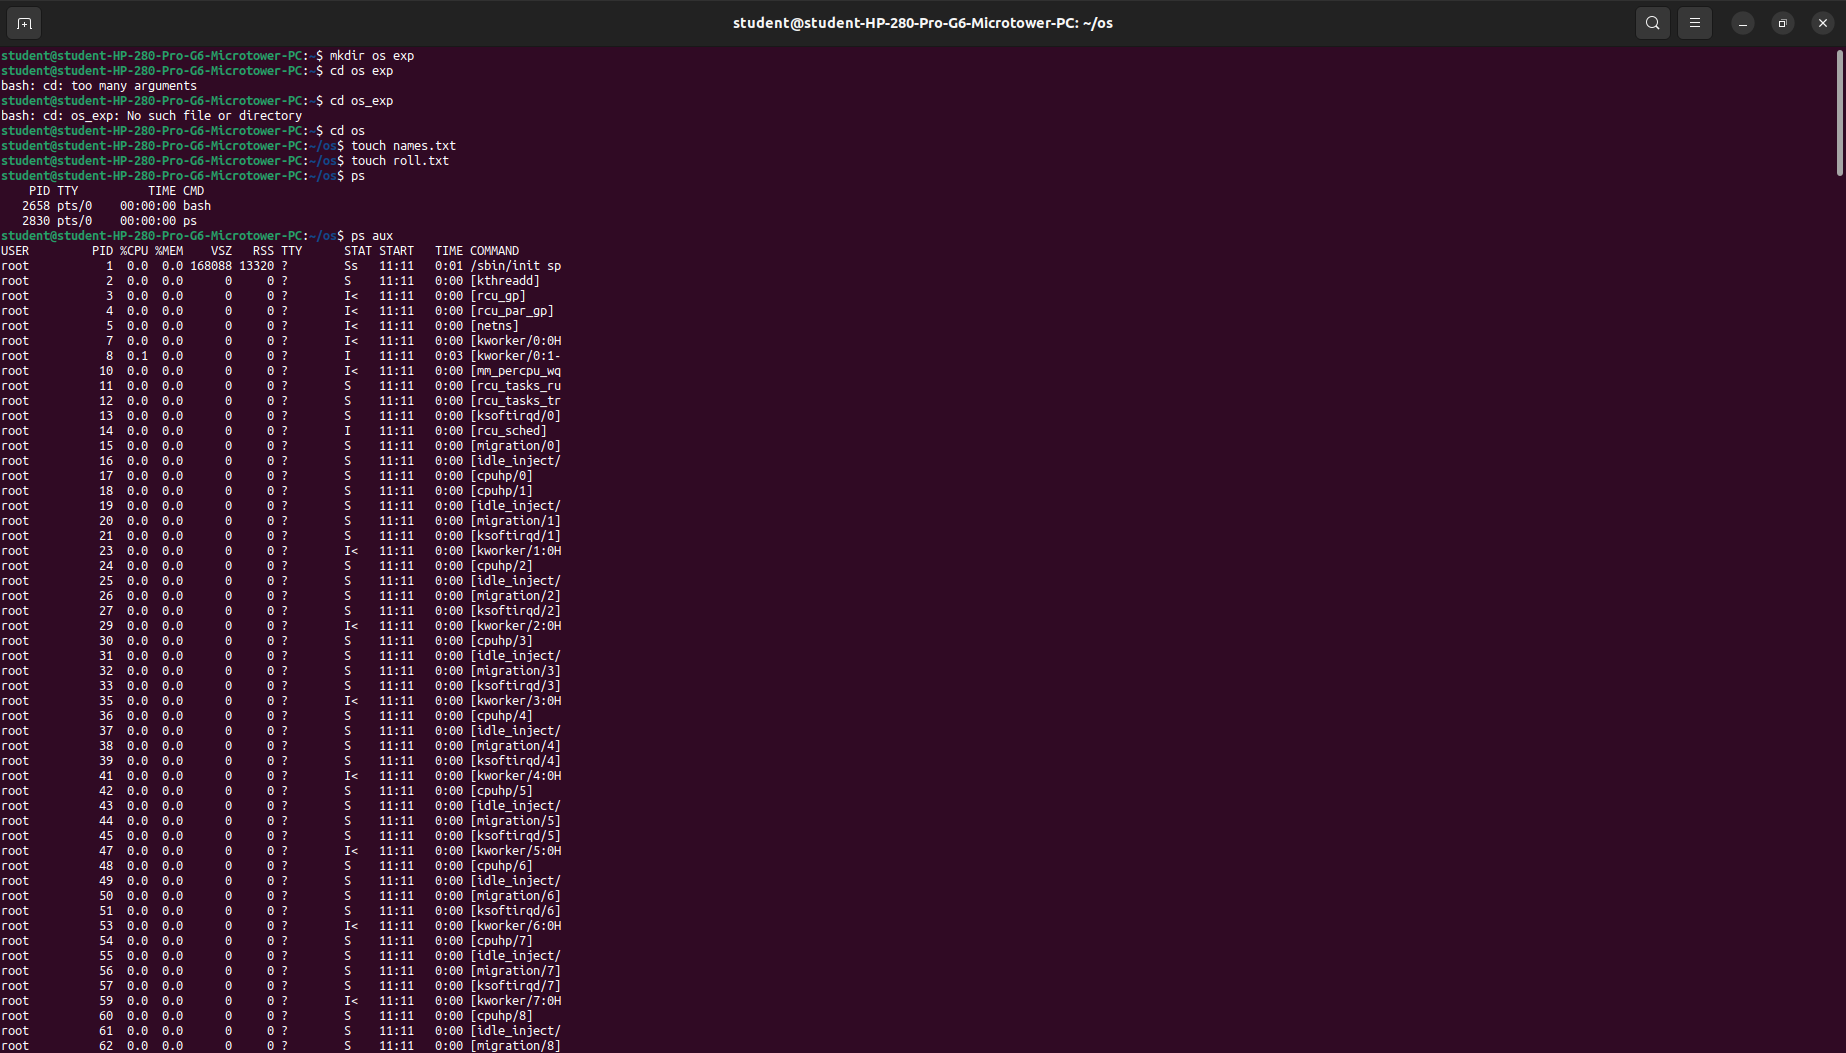 student@student-HP-280-Pro-G6-Microtower-PC: ~/os
student@student-HP-280-Pro-G6-Microtower-PC:~$ mkdir os exp
student@student-HP-280-Pro-G6-Microtower-PC:~$ cd os exp
bash: cd: too many arguments
student@student-HP-280-Pro-G6-Microtower-PC:~$ cd os_exp
bash: cd: os_exp: No such file or directory
student@student-HP-280-Pro-G6-Microtower-PC:~$ cd os
student@student-HP-280-Pro-G6-Microtower-PC:~/os$ touch names.txt
student@student-HP-280-Pro-G6-Microtower-PC:~/os$ touch roll.txt
student@student-HP-280-Pro-G6-Microtower-PC:~/os$ ps
    PID TTY          TIME CMD
   2658 pts/0    00:00:00 bash
   2830 pts/0    00:00:00 ps
student@student-HP-280-Pro-G6-Microtower-PC:~/os$ ps aux
USER         PID %CPU %MEM    VSZ   RSS TTY      STAT START   TIME COMMAND
root           1  0.0  0.0 168088 13320 ?        Ss   11:11   0:01 /sbin/init sp
root           2  0.0  0.0      0     0 ?        S    11:11   0:00 [kthreadd]
root           3  0.0  0.0      0     0 ?        I<   11:11   0:00 [rcu_gp]
root           4  0.0  0.0      0     0 ?        I<   11:11   0:00 [rcu_par_gp]
root           5  0.0  0.0      0     0 ?        I<   11:11   0:00 [netns]
root           7  0.0  0.0      0     0 ?        I<   11:11   0:00 [kworker/0:0H
root           8  0.1  0.0      0     0 ?        I    11:11   0:03 [kworker/0:1-
root          10  0.0  0.0      0     0 ?        I<   11:11   0:00 [mm_percpu_wq
root          11  0.0  0.0      0     0 ?        S    11:11   0:00 [rcu_tasks_ru
root          12  0.0  0.0      0     0 ?        S    11:11   0:00 [rcu_tasks_tr
root          13  0.0  0.0      0     0 ?        S    11:11   0:00 [ksoftirqd/0]
root          14  0.0  0.0      0     0 ?        I    11:11   0:00 [rcu_sched]
root          15  0.0  0.0      0     0 ?        S    11:11   0:00 [migration/0]
root          16  0.0  0.0      0     0 ?        S    11:11   0:00 [idle_inject/
root          17  0.0  0.0      0     0 ?        S    11:11   0:00 [cpuhp/0]
root          18  0.0  0.0      0     0 ?        S    11:11   0:00 [cpuhp/1]
root          19  0.0  0.0      0     0 ?        S    11:11   0:00 [idle_inject/
root          20  0.0  0.0      0     0 ?        S    11:11   0:00 [migration/1]
root          21  0.0  0.0      0     0 ?        S    11:11   0:00 [ksoftirqd/1]
root          23  0.0  0.0      0     0 ?        I<   11:11   0:00 [kworker/1:0H
root          24  0.0  0.0      0     0 ?        S    11:11   0:00 [cpuhp/2]
root          25  0.0  0.0      0     0 ?        S    11:11   0:00 [idle_inject/
root          26  0.0  0.0      0     0 ?        S    11:11   0:00 [migration/2]
root          27  0.0  0.0      0     0 ?        S    11:11   0:00 [ksoftirqd/2]
root          29  0.0  0.0      0     0 ?        I<   11:11   0:00 [kworker/2:0H
root          30  0.0  0.0      0     0 ?        S    11:11   0:00 [cpuhp/3]
root          31  0.0  0.0      0     0 ?        S    11:11   0:00 [idle_inject/
root          32  0.0  0.0      0     0 ?        S    11:11   0:00 [migration/3]
root          33  0.0  0.0      0     0 ?        S    11:11   0:00 [ksoftirqd/3]
root          35  0.0  0.0      0     0 ?        I<   11:11   0:00 [kworker/3:0H
root          36  0.0  0.0      0     0 ?        S    11:11   0:00 [cpuhp/4]
root          37  0.0  0.0      0     0 ?        S    11:11   0:00 [idle_inject/
root          38  0.0  0.0      0     0 ?        S    11:11   0:00 [migration/4]
root          39  0.0  0.0      0     0 ?        S    11:11   0:00 [ksoftirqd/4]
root          41  0.0  0.0      0     0 ?        I<   11:11   0:00 [kworker/4:0H
root          42  0.0  0.0      0     0 ?        S    11:11   0:00 [cpuhp/5]
root          43  0.0  0.0      0     0 ?        S    11:11   0:00 [idle_inject/
root          44  0.0  0.0      0     0 ?        S    11:11   0:00 [migration/5]
root          45  0.0  0.0      0     0 ?        S    11:11   0:00 [ksoftirqd/5]
root          47  0.0  0.0      0     0 ?        I<   11:11   0:00 [kworker/5:0H
root          48  0.0  0.0      0     0 ?        S    11:11   0:00 [cpuhp/6]
root          49  0.0  0.0      0     0 ?        S    11:11   0:00 [idle_inject/
root          50  0.0  0.0      0     0 ?        S    11:11   0:00 [migration/6]
root          51  0.0  0.0      0     0 ?        S    11:11   0:00 [ksoftirqd/6]
root          53  0.0  0.0      0     0 ?        I<   11:11   0:00 [kworker/6:0H
root          54  0.0  0.0      0     0 ?        S    11:11   0:00 [cpuhp/7]
root          55  0.0  0.0      0     0 ?        S    11:11   0:00 [idle_inject/
root          56  0.0  0.0      0     0 ?        S    11:11   0:00 [migration/7]
root          57  0.0  0.0      0     0 ?        S    11:11   0:00 [ksoftirqd/7]
root          59  0.0  0.0      0     0 ?        I<   11:11   0:00 [kworker/7:0H
root          60  0.0  0.0      0     0 ?        S    11:11   0:00 [cpuhp/8]
root          61  0.0  0.0      0     0 ?        S    11:11   0:00 [idle_inject/
root          62  0.0  0.0      0     0 ?        S    11:11   0:00 [migration/8]